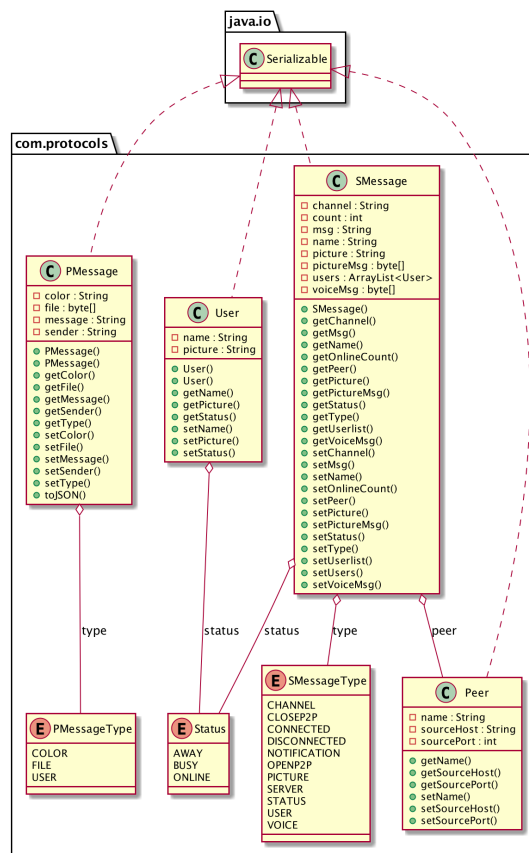 java.io
C Serializable
com.protocols
C SMessage
channel : String
count : int
msg : String
name : String
picture : String
pictureMsg : byte[]
users : ArrayList<User>
voiceMsg : byte[]
SMessage()
getChannel()
getMsg()
getName()
getOnlineCount()
getPeer()
getPicture()
getPictureMsg()
getStatus()
getType()
getUserlist()
getVoiceMsg()
setChannel()
setMsg()
setName()
setOnlineCount()
setPeer()
setPicture()
setPictureMsg()
setStatus()
setType()
setUserlist()
setUsers()
setVoiceMsg()
C PMessage
color : String
file : byte[]
message : String
sender : String
PMessage()
PMessage()
getColor()
getFile()
getMessage()
getSender()
getType()
setColor()
setFile()
setMessage()
setSender()
setType()
toJSON()
C User
name : String
picture : String
User()
User()
getName()
getPicture()
getStatus()
setName()
setPicture()
setStatus()
type
status
status
type
peer
E PMessageType
COLOR
FILE
USER
E Status
AWAY
BUSY
ONLINE
E SMessageType
CHANNEL
CLOSEP2P
CONNECTED
DISCONNECTED
NOTIFICATION
OPENP2P
PICTURE
SERVER
STATUS
USER
VOICE
C Peer
name : String
sourceHost : String
sourcePort : int
getName()
getSourceHost()
getSourcePort()
setName()
setSourceHost()
setSourcePort()